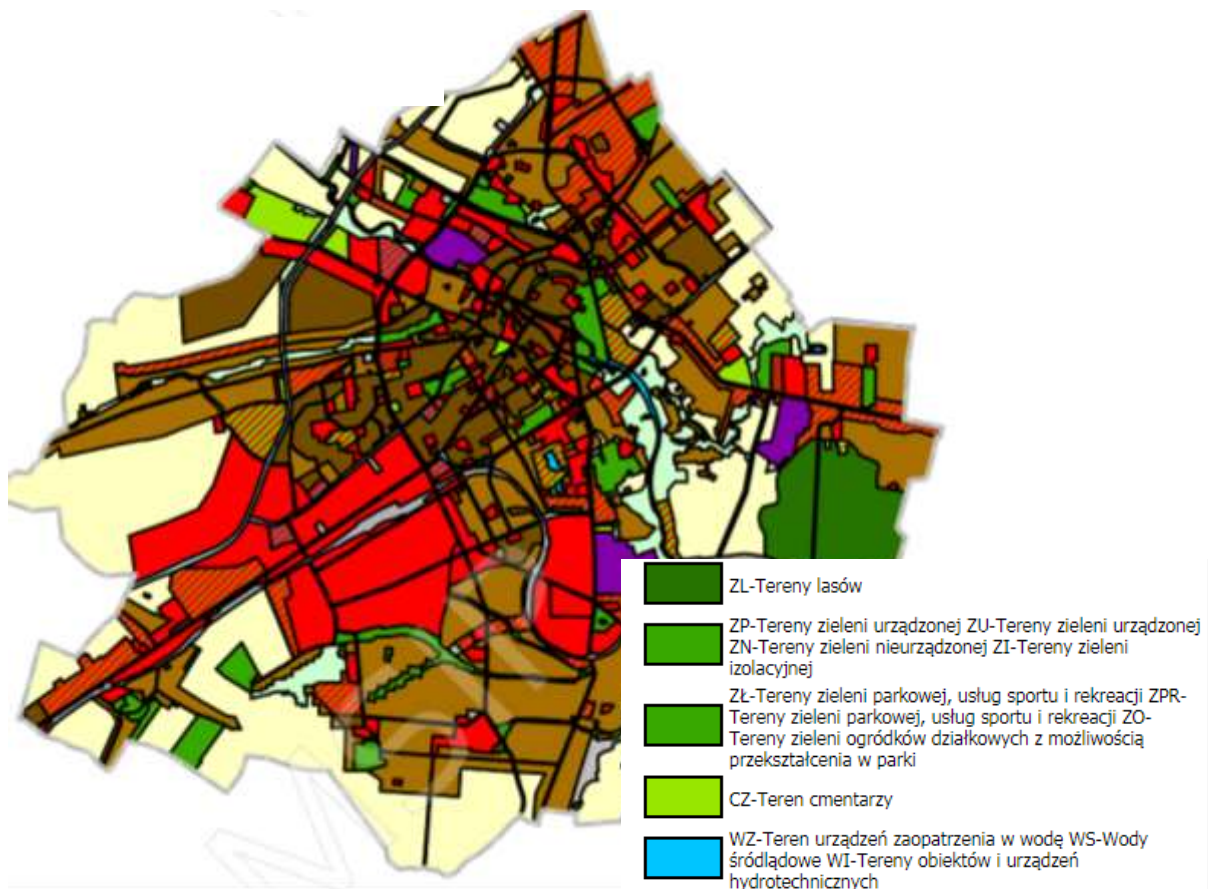 ZL-Tereny lasów
ZP-Tereny zieleni urządzonej ZU-Tereny zieleni urządzonej
ZN-Tereny zieleni nieurządzonej ZI-Tereny zieleni
izolacyjnej
ZŁ-Tereny zieleni parkowej, usług sportu i rekreacji ZPR-
Tereny zieleni parkowej, usług sportu i rekreacji ZO-
Tereny zieleni ogródków działkowych z możliwością
przekształcenia w parki
CZ-Teren cmentarzy
WZ-Teren urządzeń zaopatrzenia w wodę WS-Wody
śródlądowe WI-Tereny obiektów i urządzeń
hydrotechnicznych